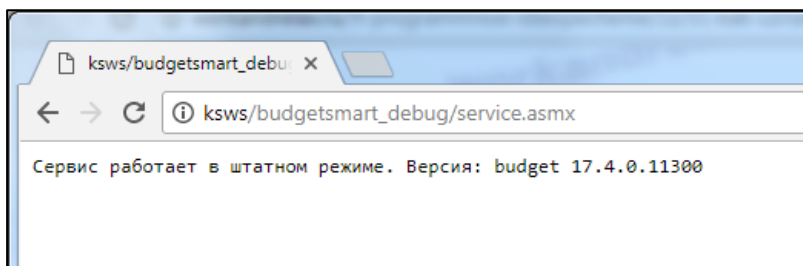 ksws/budgetsmart_debu
ksws/budgetsmart_debug/service.asmx
Сервис работает в штатном режиме. Версия: budget 17.4.0.11300